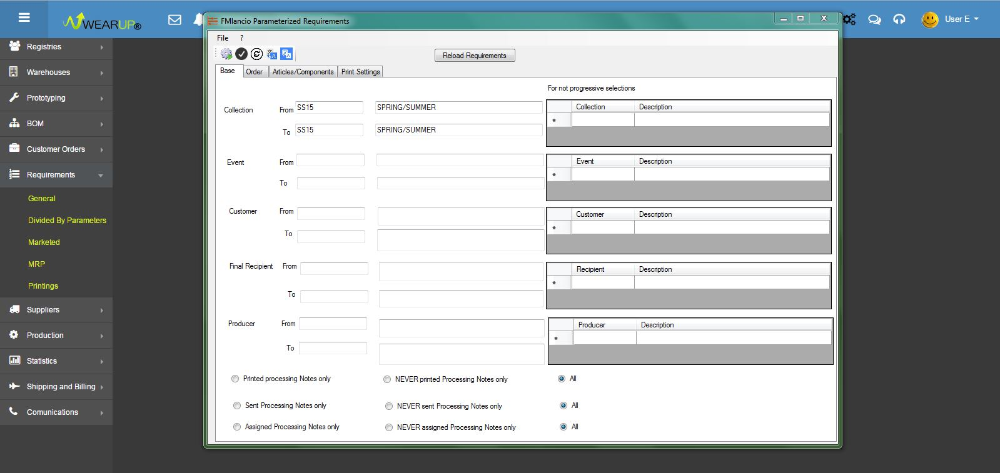 WEARUP®
User E
Registries
Warehouses
Prototyping
BOM
Customer Orders
Requirements
General
Divided By Parameters
Marketed
MRP
Printings
Suppliers
Production
Statistics
Shipping and Billing
Comunications
FMlancio Parameterized Requirements
File ?
Reload Requirements
Base Order Articles/Components Print Settings
For not progressive selections
Collection From SS15 SPRING/SUMMER
To SS15 SPRING/SUMMER
Collection Description
*
Event From
To
Event Description
*
Customer From
To
Customer Description
*
Final Recipient From
To
Recipient Description
*
Producer From
To
Producer Description
*
Printed processing Notes only NEVER printed Processing Notes only All
Sent Processing Notes only NEVER sent Processing Notes only All
Assigned Processing Notes only NEVER assigned Processing Notes only All